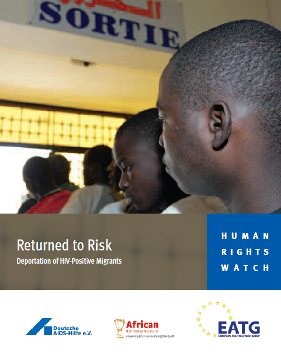 SORTIE
Returned to Risk
Deportation of HIV-Positive Migrants
HUMAN
RIGHTS
WATCH
Deutsche
AIDS-Hilfe e.V.
African
EATG